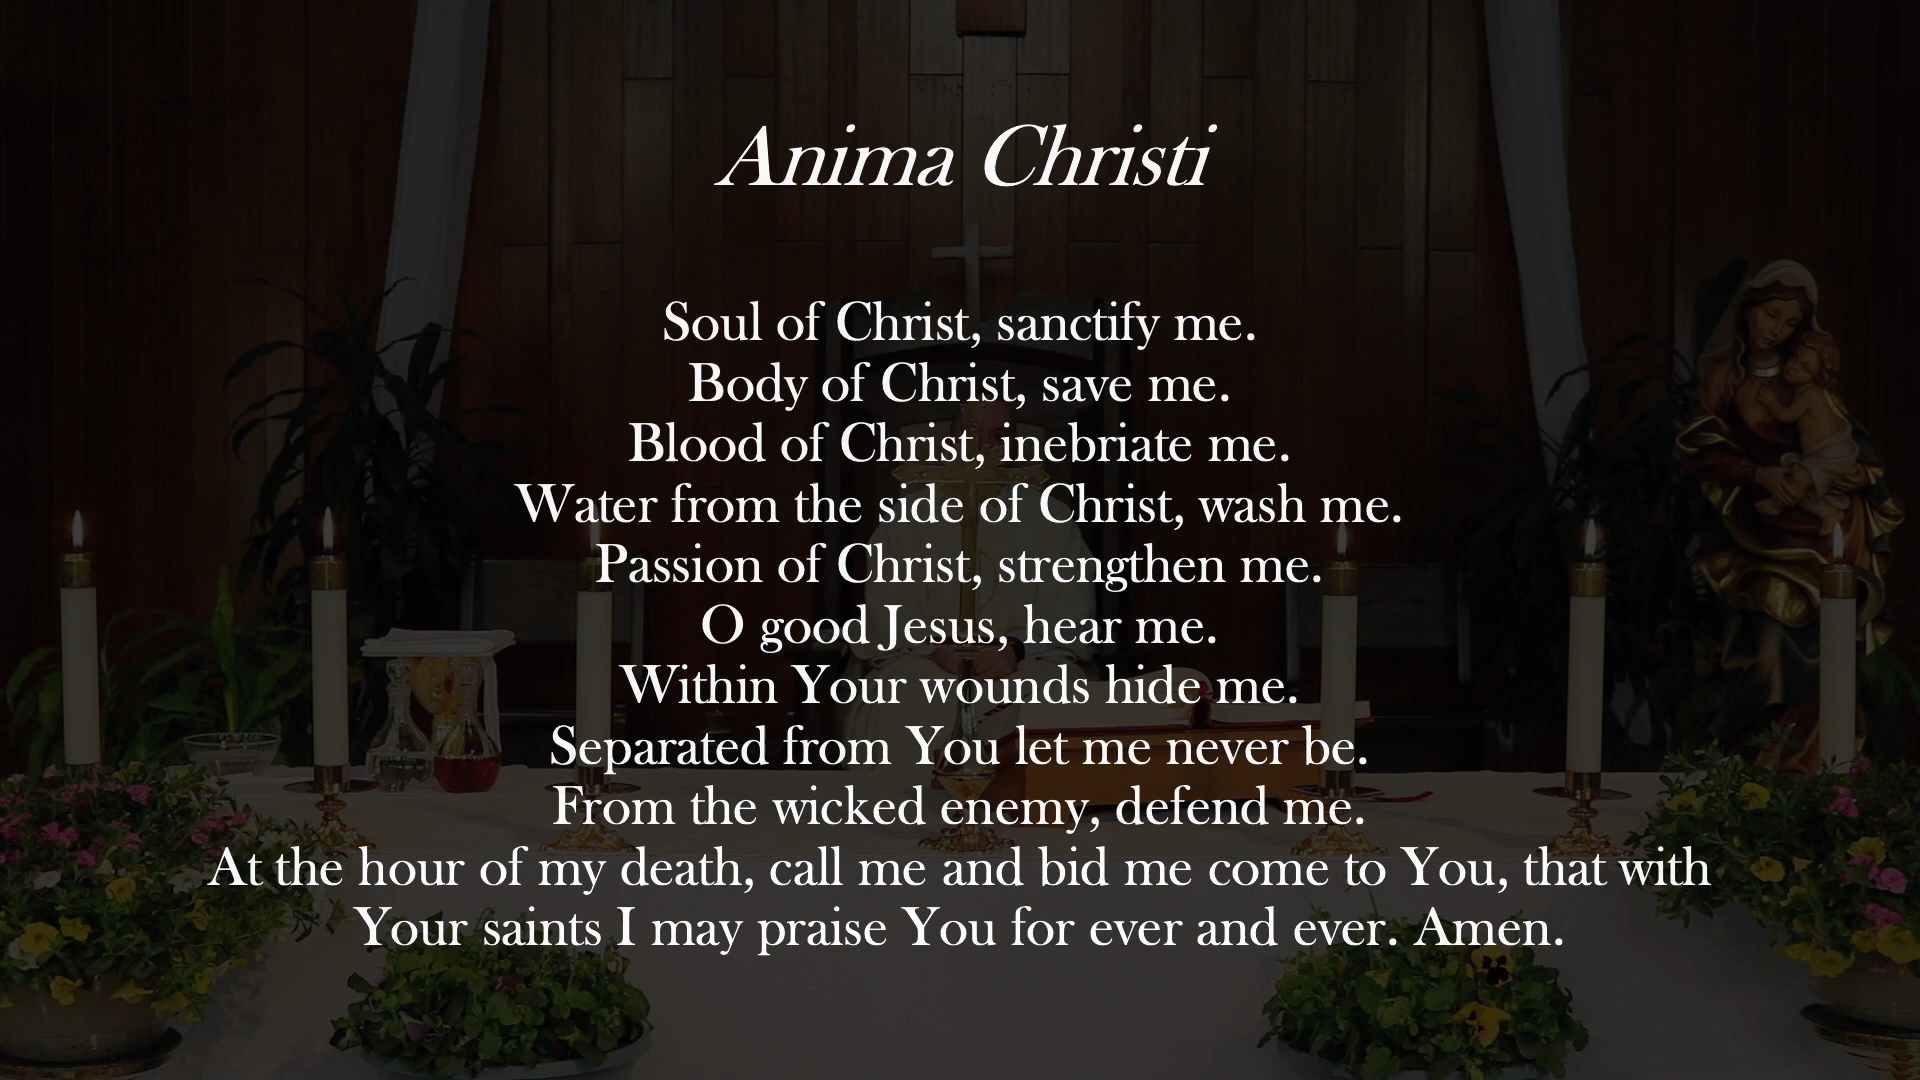 Anima Christi
Soul of Christ, sanctify me.
Body of Christ, save me.
Blood of Christ, inebriate me.
Water from the side of Christ, wash me.
Passion of Christ, strengthen me.
O good Jesus, hear me.
Within Your wounds hide me.
Separated from You let me never be.
From the wicked enemy, defend me.
At the hour of my death, call me and bid me come to You, that with
Your saints I may praise You for ever and ever. Amen.